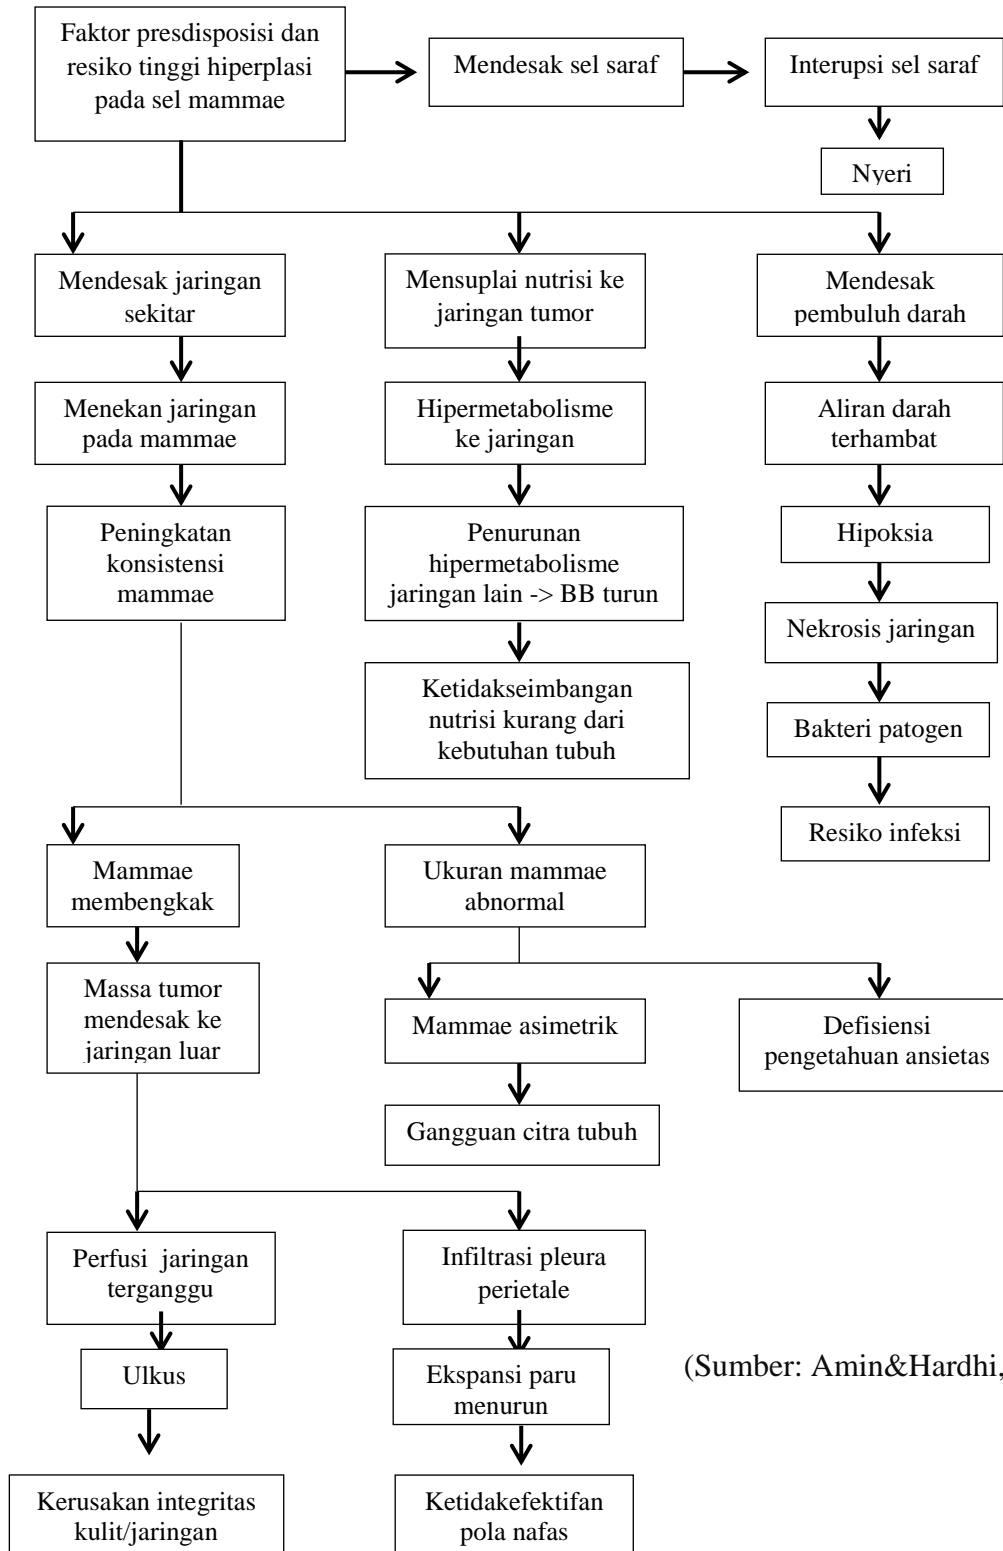 Faktor presdisposisi dan
resiko tinggi hiperplasi
pada sel mammae
Mendesak sel saraf
Interupsi sel saraf
Nyeri
Mendesak jaringan
sekitar
Mensuplai nutrisi ke
jaringan tumor
Mendesak
pembuluh darah
Menekan jaringan
pada mammae
Hipermetabolisme
ke jaringan
Aliran darah
terhambat
Peningkatan
konsistensi
mammae
Penurunan
hipermetabolisme
jaringan lain -> BB turun
Hipoksia
Nekrosis jaringan
Ketidakseimbangan
nutrisi kurang dari
kebutuhan tubuh
Bakteri patogen
Resiko infeksi
Mammae
membengkak
Ukuran mammae
abnormal
Massa tumor
mendesak ke
jaringan luar
Mammae asimetrik
Defisiensi
pengetahuan ansietas
Gangguan citra tubuh
Perfusi jaringan
terganggu
Infiltrasi pleura
perietale
Ulkus
Ekspansi paru
menurun
(Sumber: Amin&Hardhi,
Kerusakan integritas
kulit/jaringan
Ketidakefektifan
pola nafas